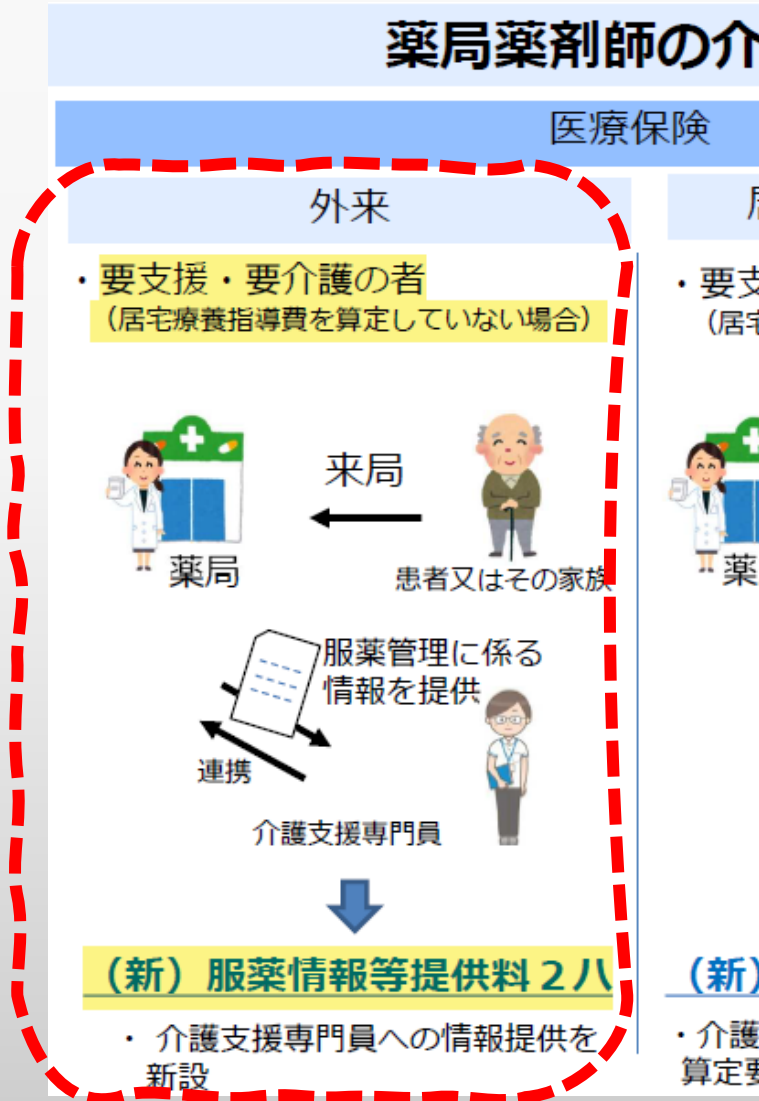 薬局薬剤師の介
医療保険
外来
・要支援・要介護の者
（居宅療養指導費を算定していない場合）
来局
薬局
患者又はその家族
服薬管理に係る
情報を提供
連携
介護支援専門員
（新）服薬情報等提供料２ハ
・ 介護支援専門員への情報提供を
新設
・要支
（居宅
薬
（新）
・介護
算定要